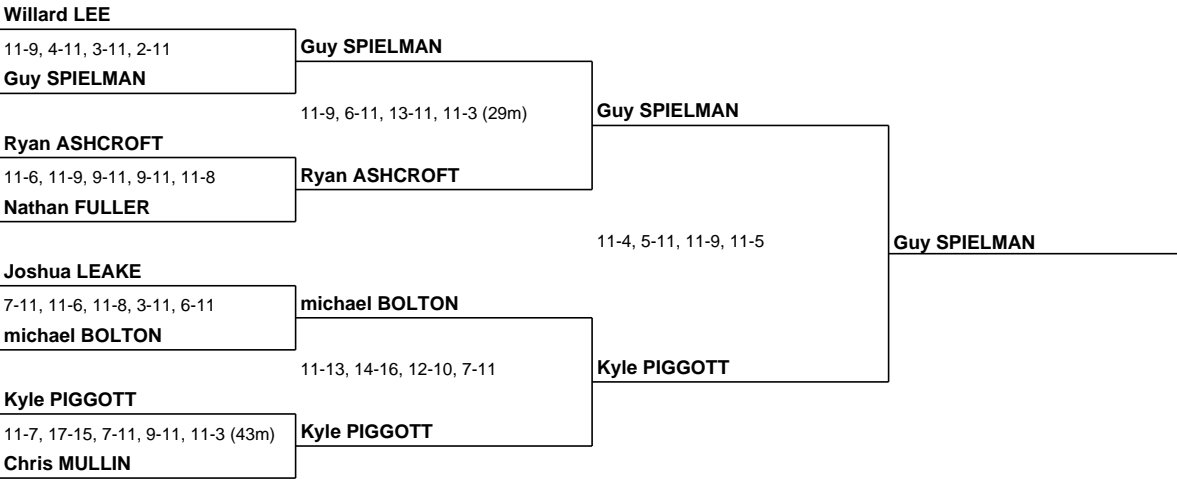 Willard LEE
11-9, 4-11, 3-11, 2-11
Guy SPIELMAN
Guy SPIELMAN
11-9, 6-11, 13-11, 11-3 (29m)
Guy SPIELMAN
Ryan ASHCROFT
11-6, 11-9, 9-11, 9-11, 11-8
Ryan ASHCROFT
Nathan FULLER
11-4, 5-11, 11-9, 11-5
Guy SPIELMAN
Joshua LEAKE
7-11, 11-6, 11-8, 3-11, 6-11
michael BOLTON
michael BOLTON
11-13, 14-16, 12-10, 7-11
Kyle PIGGOTT
Kyle PIGGOTT
11-7, 17-15, 7-11, 9-11, 11-3 (43m)
Kyle PIGGOTT
Chris MULLIN